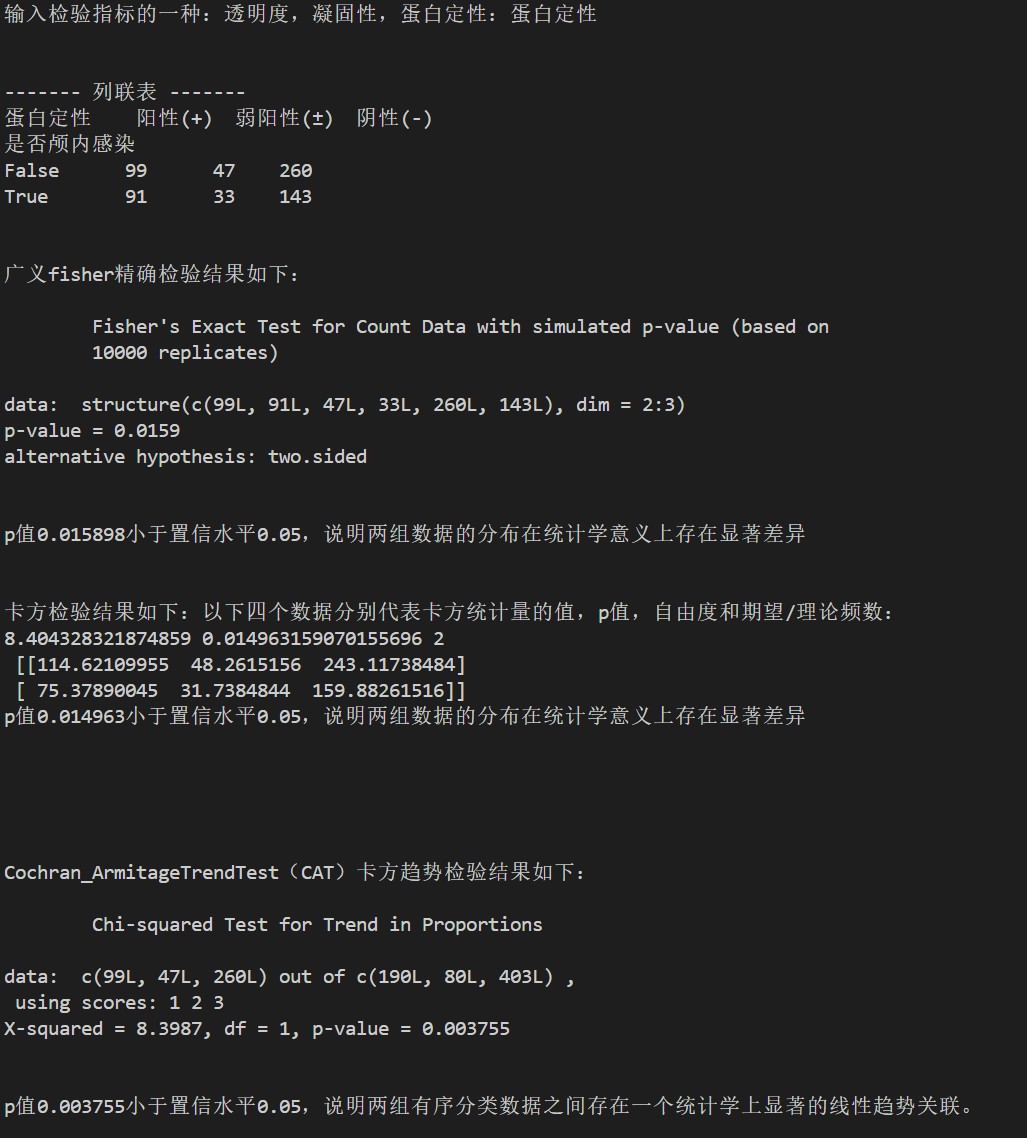 输入检验指标的一种：透明度，凝固性，蛋白定性：蛋白定性
------- 列联表 -------
蛋白定性 阳性(+) 弱阳性(±) 阴性(-)
是否颅内感染
False 99 47 260
True 91 33 143
广义fisher精确检验结果如下：
Fisher's Exact Test for Count Data with simulated p-value (based on
10000 replicates)
data: structure(c(99L, 91L, 47L, 33L, 260L, 143L), dim = 2:3)
p-value = 0.0159
alternative hypothesis: two.sided
p值0.015898小于置信水平0.05，说明两组数据的分布在统计学意义上存在显著差异
卡方检验结果如下：以下四个数据分别代表卡方统计量的值，p值，自由度和期望/理论频数：
8.404328321874859 0.014963159070155696 2
[[114.62109955 48.2615156 243.11738484]
[ 75.37890045 31.7384844 159.88261516]]
p值0.014963小于置信水平0.05，说明两组数据的分布在统计学意义上存在显著差异
Cochran_ArmitageTrendTest（CAT）卡方趋势检验结果如下：
Chi-squared Test for Trend in Proportions
data: c(99L, 47L, 260L) out of c(190L, 80L, 403L) ,
using scores: 1 2 3
X-squared = 8.3987, df = 1, p-value = 0.003755
p值0.003755小于置信水平0.05，说明两组有序分类数据之间存在一个统计学上显著的线性趋势关联。